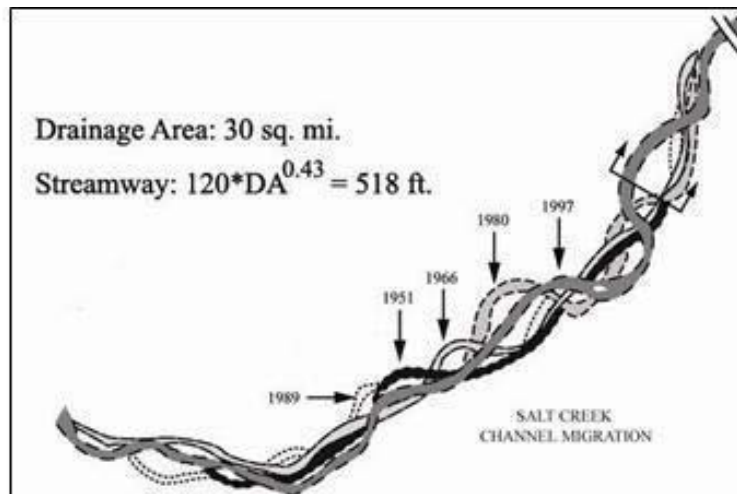 Drainage Area: 30 sq. mi.
Streamway: 120*DA^0.43 = 518 ft.
1980
1997
1966
1951
1989
SALT CREEK
CHANNEL MIGRATION